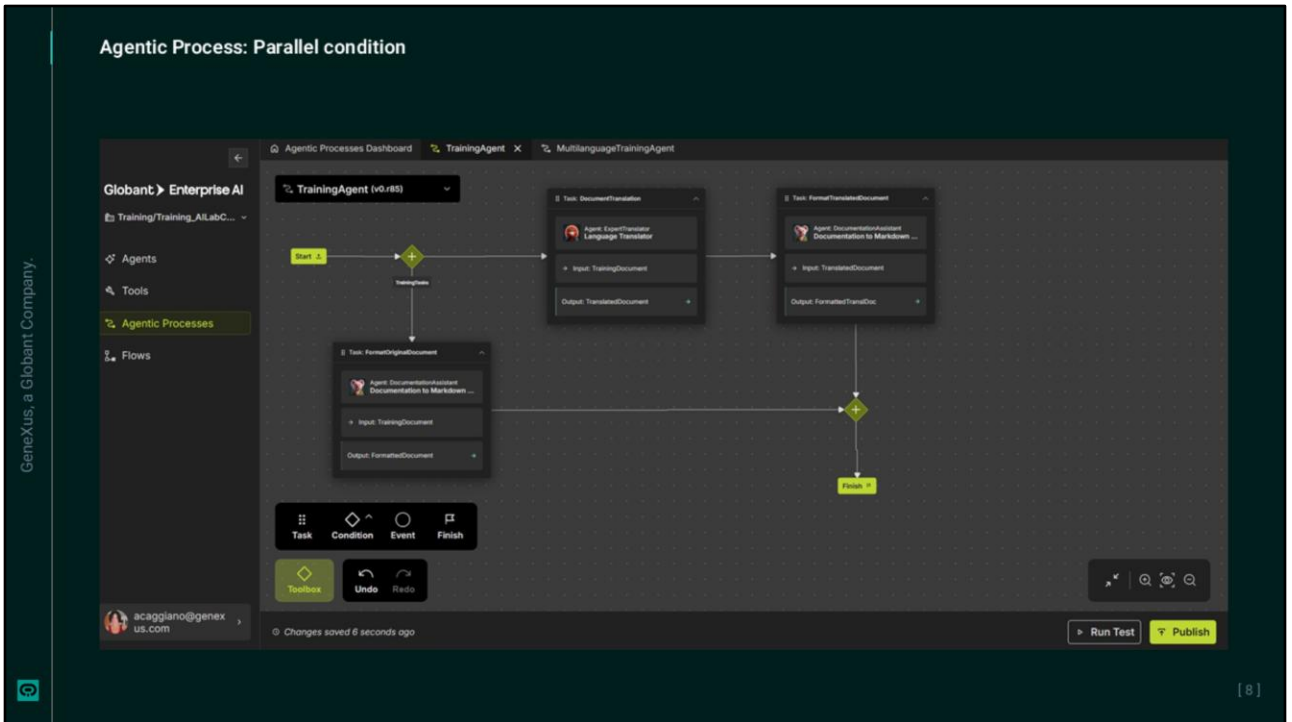 Agentic Process: Parallel condition
Agentic Processes Dashboard
TrainingAgent
MultilanguageTrainingAgent
Globant Enterprise AI
Training/Training_AILabC...
Agents
Tools
Agentic Processes
Flows
acaggiano@genex
us.com
TrainingAgent (v0.r85)
Start
TrainingTasks
Task: DocumentTranslation
Agent: ExpertTranslator
Language Translator
Input: TrainingDocument
Output: TranslatedDocument
Task: FormatTranslatedDocument
Agent: DocumentationAssistant
Documentation to Markdown ...
Input: TranslatedDocument
Output: FormattedTranslDoc
Task: FormatOriginalDocument
Agent: DocumentationAssistant
Documentation to Markdown ...
Input: TrainingDocument
Output: FormattedDocument
Finish
Task
Condition
Event
Finish
Toolbox
Undo
Redo
Changes saved 6 seconds ago
Run Test
Publish
GeneXus, a Globant Company.
[ 8 ]